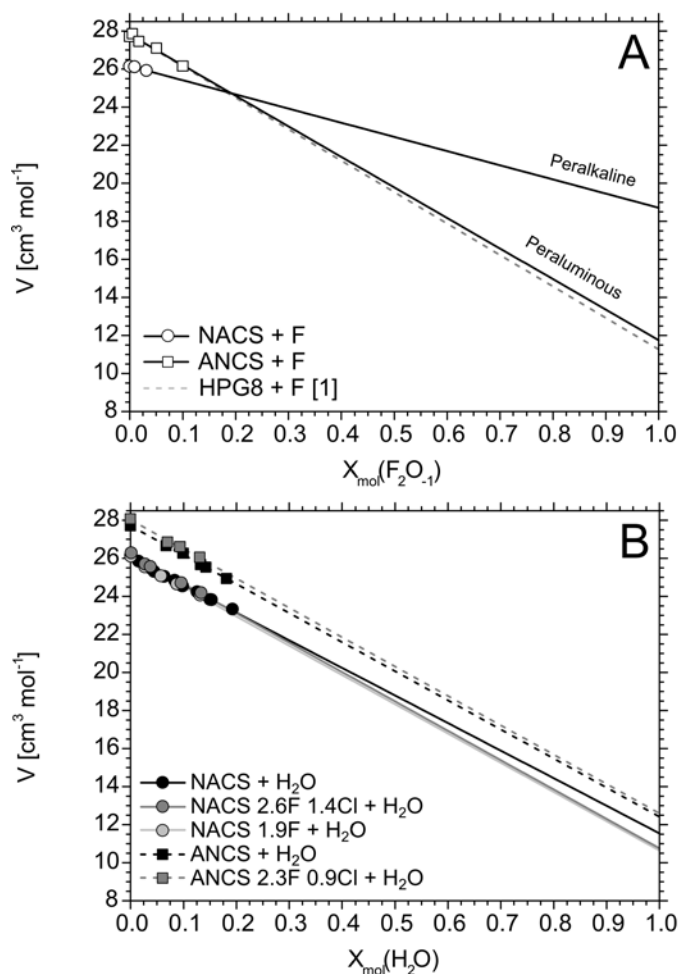 28
26
24
22
20
18
16
14
12
10
8
V [cm³ mol⁻¹]
A
Peralkaline
Peraluminous
NACS + F
ANCS + F
HPG8 + F [1]
0.0 0.1 0.2 0.3 0.4 0.5 0.6 0.7 0.8 0.9 1.0
Xmol(F₂O₋₁)
28
26
24
22
20
18
16
14
12
10
8
V [cm³ mol⁻¹]
B
NACS + H₂O
NACS 2.6F 1.4Cl + H₂O
NACS 1.9F + H₂O
ANCS + H₂O
ANCS 2.3F 0.9Cl + H₂O
0.0 0.1 0.2 0.3 0.4 0.5 0.6 0.7 0.8 0.9 1.0
Xmol(H₂O)